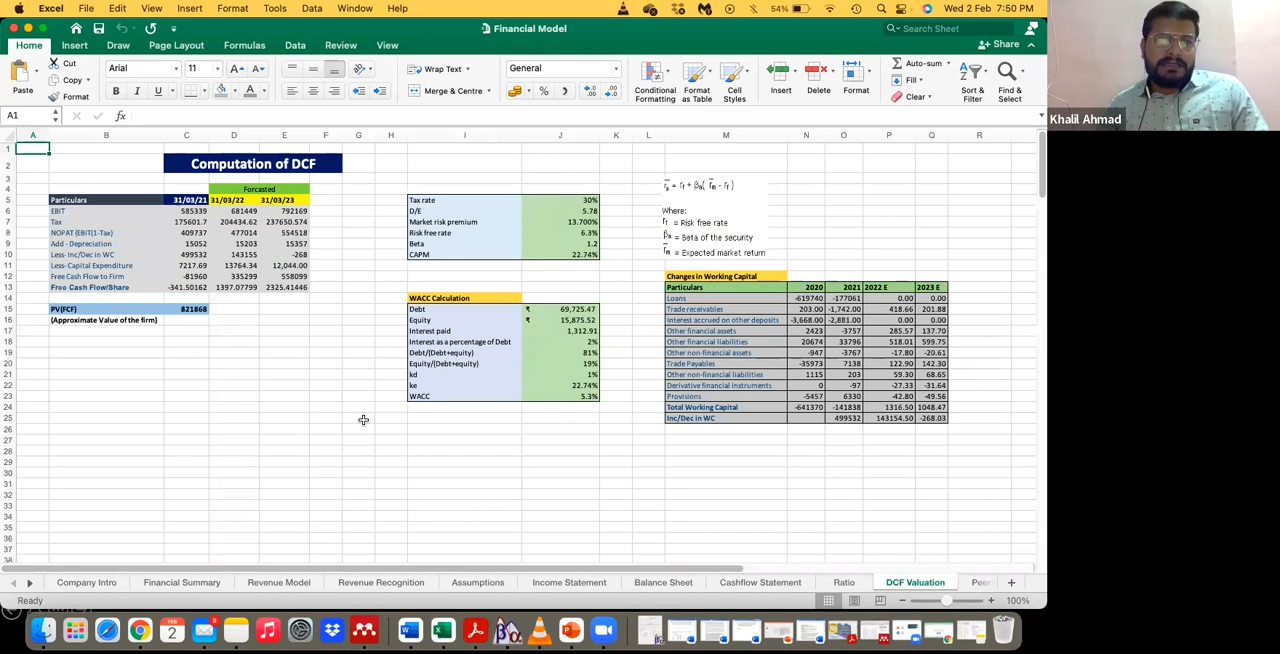 Excel File Edit View Insert Format Tools Data Window Help 54% Wed 2 Feb 7:50 PM
Financial Model Search Sheet
Home Insert Draw Page Layout Formulas Data Review View Share
Paste Cut Copy Format Arial 11 Wrap Text General Conditional Formatting Format as Table Cell Styles Insert Delete Format Auto-sum Fill Clear Sort & Filter Find & Select
B I U A Merge & Centre
A1 fx
Khalil Ahmad
A B C D E F G H I J K L M N O P Q R
Computation of DCF
Forcasted
Particulars 31/03/21 31/03/22 31/03/23
EBIT 585339 681449 792169
Tax 175601.7 204434.62 237650.574
NOPAT (EBIT(1-Tax) 409737 477014 554518
Add - Depreciation 15052 15203 15357
Less- Inc/Dec in WC 499532 143155 -268
Less- Capital Expenditure 7217.69 13764.34 12,044.00
Free Cash Flow to Firm -81960 335299 558099
Free Cash Flow/Share -341.50162 1397.07799 2325.41446
PV(FCF) 821868
(Approximate Value of the firm)
Tax rate 30%
D/E 5.78
Market risk premium 13.700%
Risk free rate 6.3%
Beta 1.2
CAPM 22.74%
WACC Calculation
Debt ₹ 69,725.47
Equity ₹ 15,875.52
Interest paid 1,312.91
Interest as a percentage of Debt 2%
Debt/(Debt+equity) 81%
Equity/(Debt+equity) 19%
kd 1%
ke 22.74%
WACC 5.3%
Where:
= Risk free rate
= Beta of the security
= Expected market return
Changes in Working Capital
Particulars 2020 2021 2022 E 2023 E
Loans -619740 -177061 0.00 0.00
Trade receivables 203.00 -1,742.00 418.66 201.88
Interest accrued on other deposits -3,668.00 -2,881.00 0.00 0.00
Other financial assets 2423 -3757 285.57 137.70
Other financial liabilities 20674 33796 518.01 599.75
Other non-financial assets -947 -3767 -17.80 -20.61
Trade Payables -35973 7138 122.90 142.30
Other non-financial liabilities 1115 203 59.30 68.65
Derivative financial instruments 0 -97 -27.33 -31.64
Provisions -5457 6330 -42.80 -49.56
Total Working Capital -641370 -141838 1316.50 1048.47
Inc/Dec in WC 499532 143154.50 -268.03
Company Intro Financial Summary Revenue Model Revenue Recognition Assumptions Income Statement Balance Sheet Cashflow Statement Ratio DCF Valuation Peer
Ready 100%